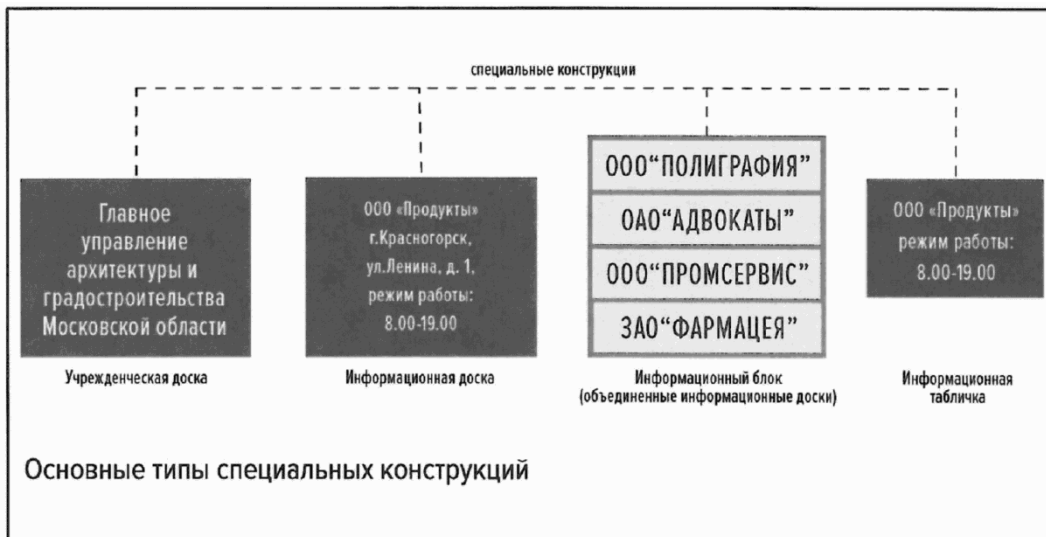 специальные конструкции
Главное
управление
архитектуры и
градостроительства
Московской области
Учрежденческая доска
ООО «Продукты»
г.Красногорск,
ул.Ленина, д. 1,
режим работы:
8.00-19.00
Информационная доска
ООО“ПОЛИГРАФИЯ”
ОАО“АДВОКАТЫ”
ООО“ПРОМСЕРВИС”
ЗАО“ФАРМАЦЕЯ”
Информационный блок
(объединенные информационные доски)
ООО «Продукты»
режим работы:
8.00-19.00
Информационная
табличка
Основные типы специальных конструкций